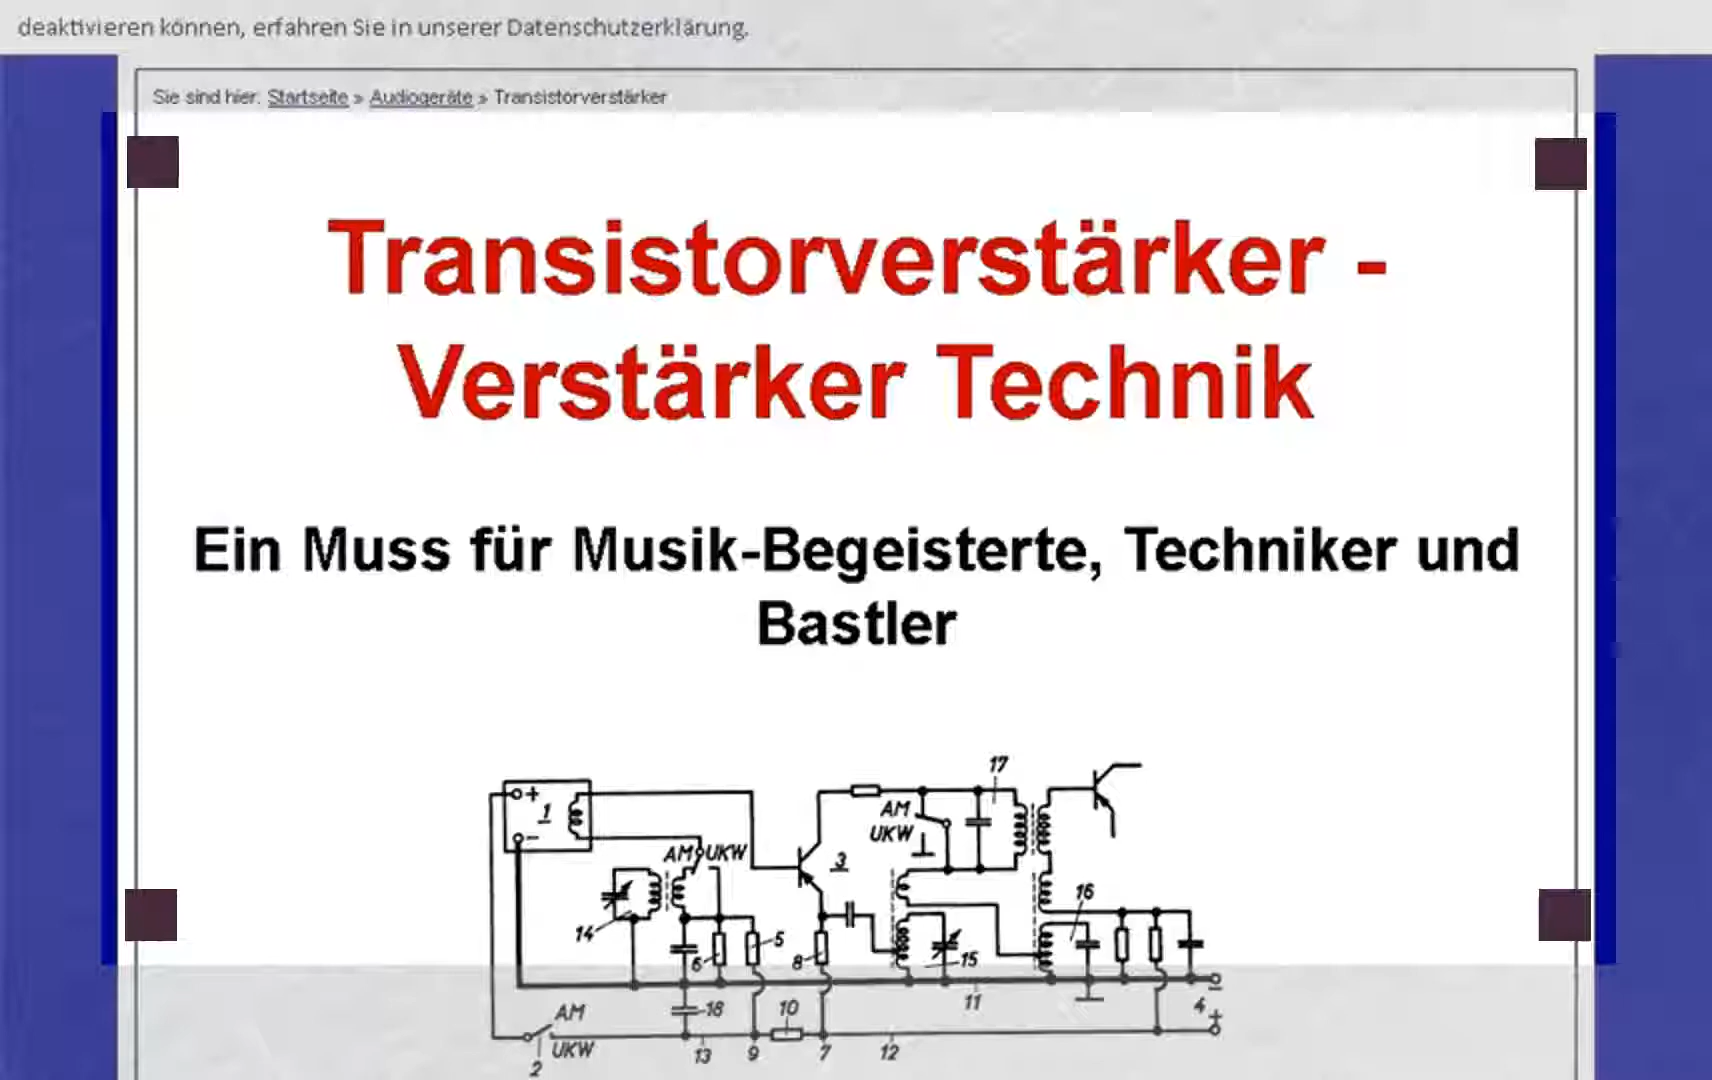 deaktivieren können, erfahren Sie in unserer Datenschutzerklärung.
Sie sind hier: Startseite » Audiogeräte » Transistorverstärker
Transistorverstärker -
Verstärker Technik
Ein Muss für Musik-Begeisterte, Techniker und
Bastler
17
+ 1
AM
UKW
-
AM UKW
3
16
14
5
6
8
15
11
-
4
+
18
10
AM
UKW
13
9
7
12
2